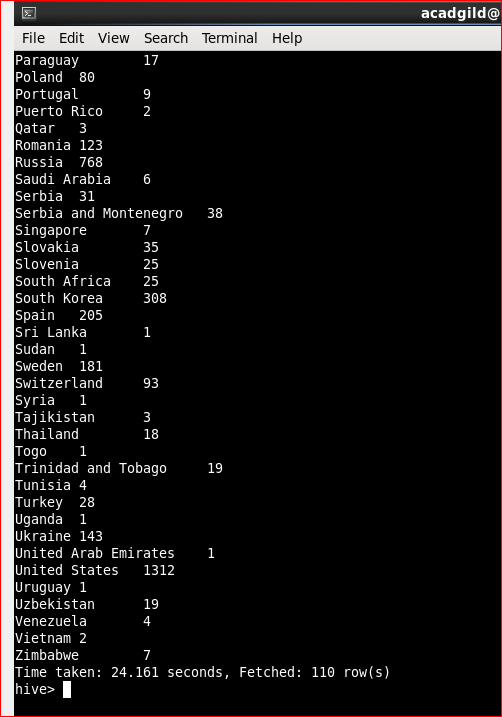 acadgild@
File Edit View Search Terminal Help
Paraguay 17
Poland 80
Portugal 9
Puerto Rico 2
Qatar 3
Romania 123
Russia 768
Saudi Arabia 6
Serbia 31
Serbia and Montenegro 38
Singapore 7
Slovakia 35
Slovenia 25
South Africa 25
South Korea 308
Spain 205
Sri Lanka 1
Sudan 1
Sweden 181
Switzerland 93
Syria 1
Tajikistan 3
Thailand 18
Togo 1
Trinidad and Tobago 19
Tunisia 4
Turkey 28
Uganda 1
Ukraine 143
United Arab Emirates 1
United States 1312
Uruguay 1
Uzbekistan 19
Venezuela 4
Vietnam 2
Zimbabwe 7
Time taken: 24.161 seconds, Fetched: 110 row(s)
hive>